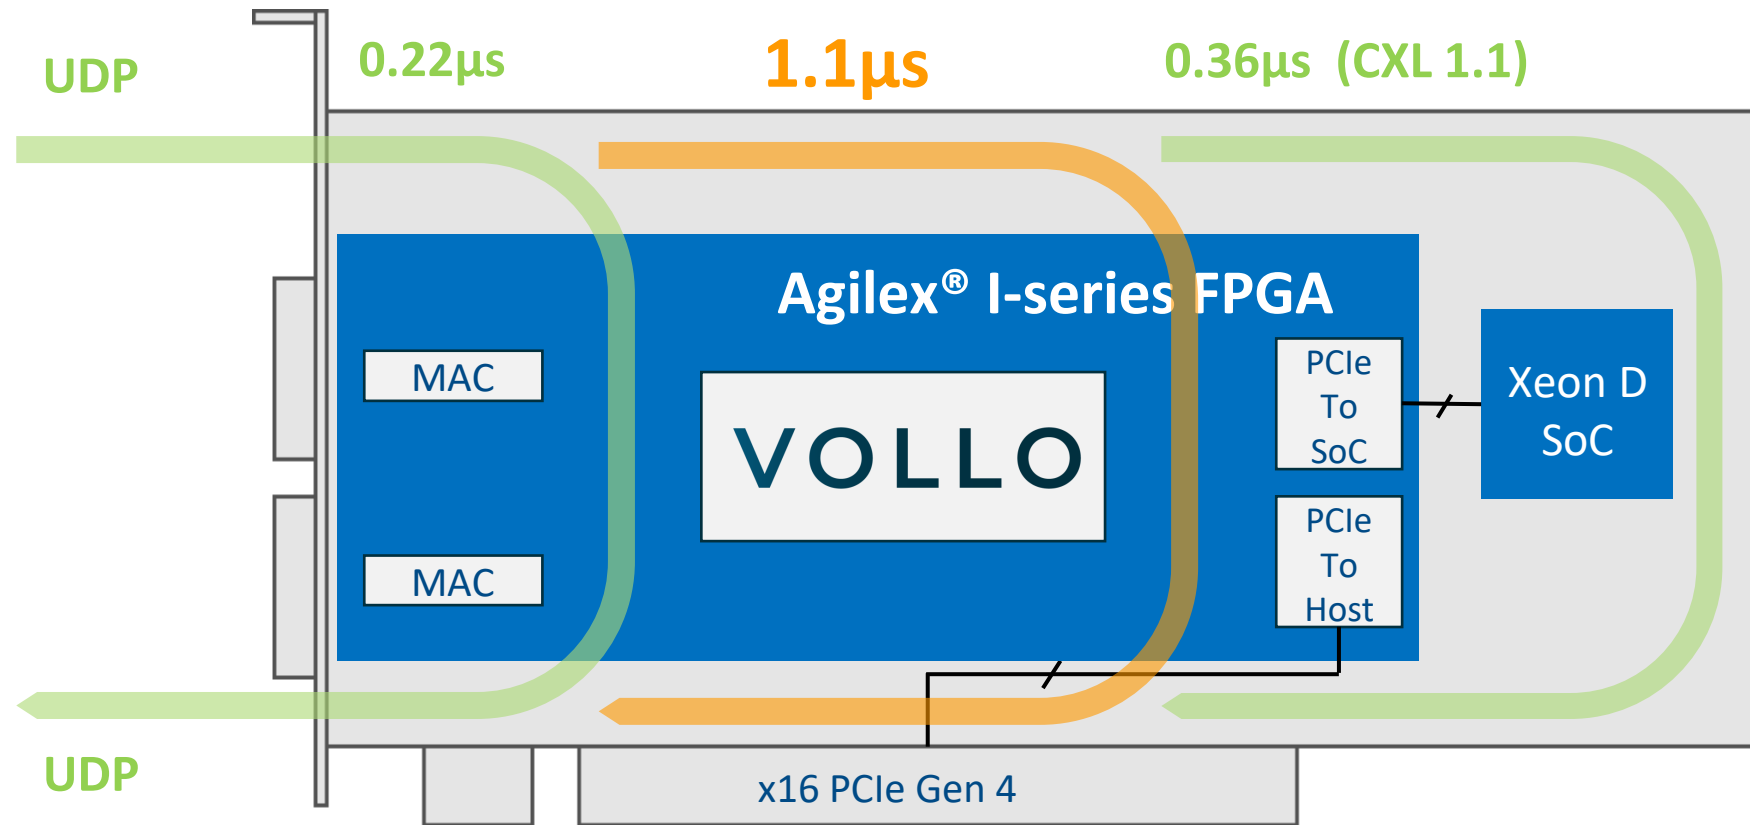 UDP
0.22µs
1.1µs
0.36µs (CXL 1.1)
Agilex® I-series FPGA
MAC
VOLLO
PCIe
To
SoC
Xeon D
SoC
MAC
PCIe
To
Host
UDP
x16 PCIe Gen 4